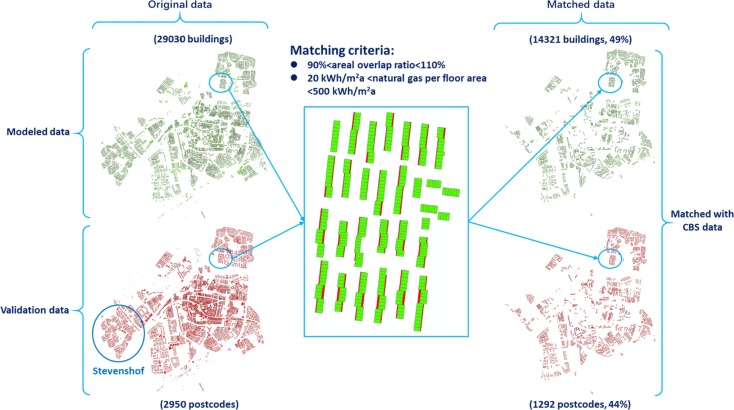 Original data
Matched data
(29030 buildings)
(14321 buildings, 49%)
Matching criteria:
● 90%<areal overlap ratio<110%
● 20 kWh/m²a <natural gas per floor area
<500 kWh/m²a
Modeled data
Matched with
CBS data
Validation data
Stevenshof
(2950 postcodes)
(1292 postcodes, 44%)